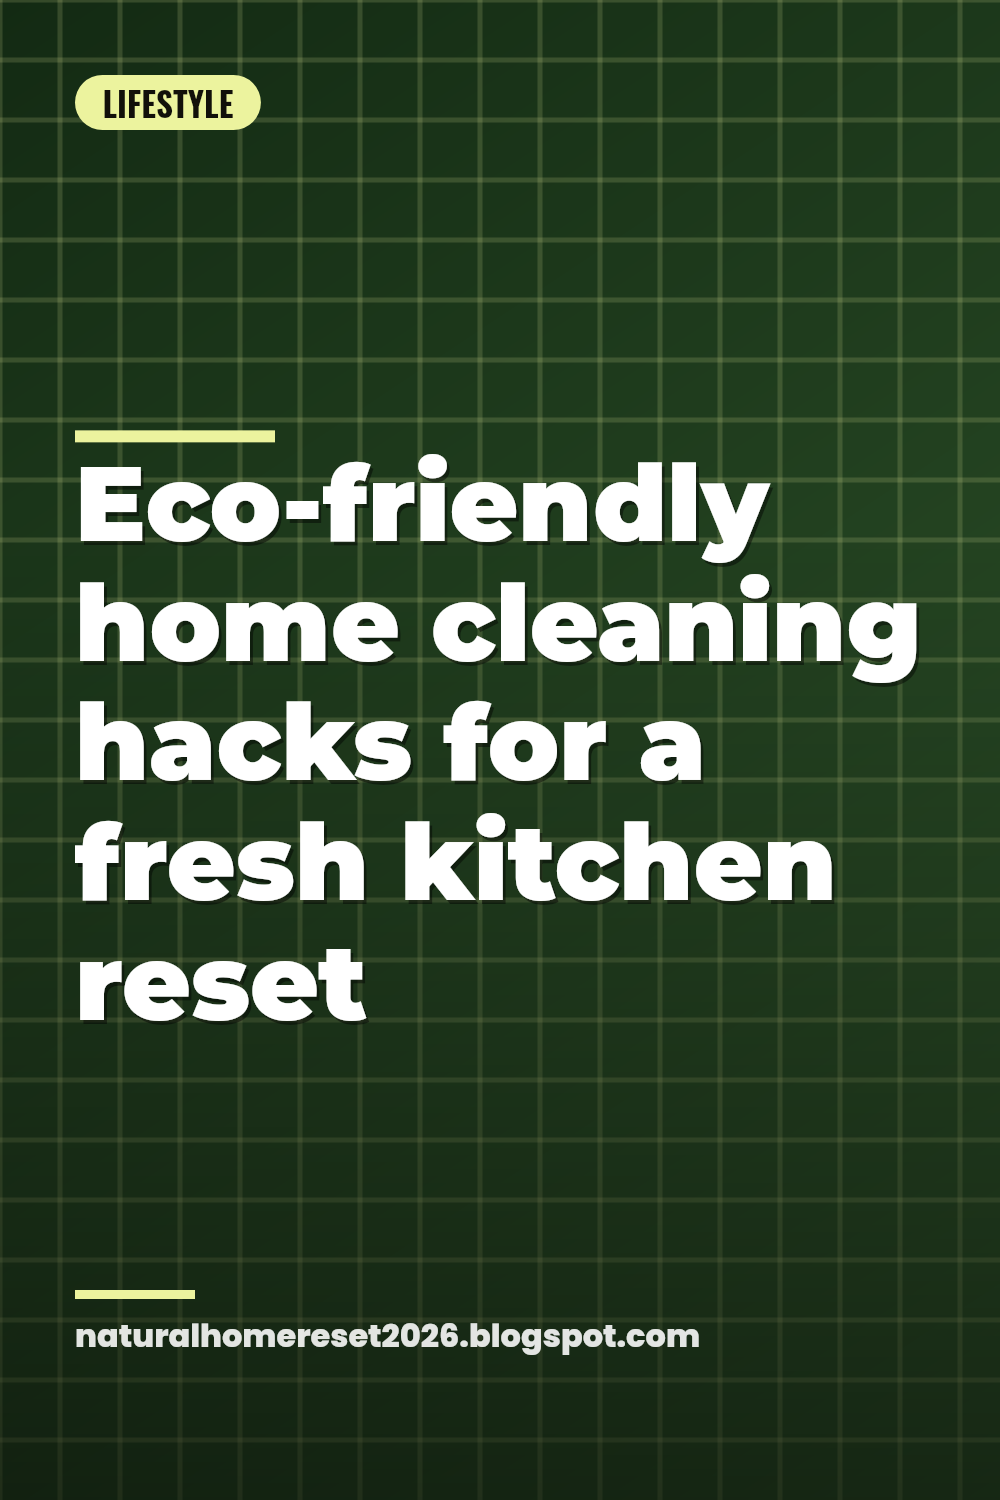 LIFESTYLE
Eco-friendly
home cleaning
hacks for a
fresh kitchen
reset
naturalhomereset2026.blogspot.com